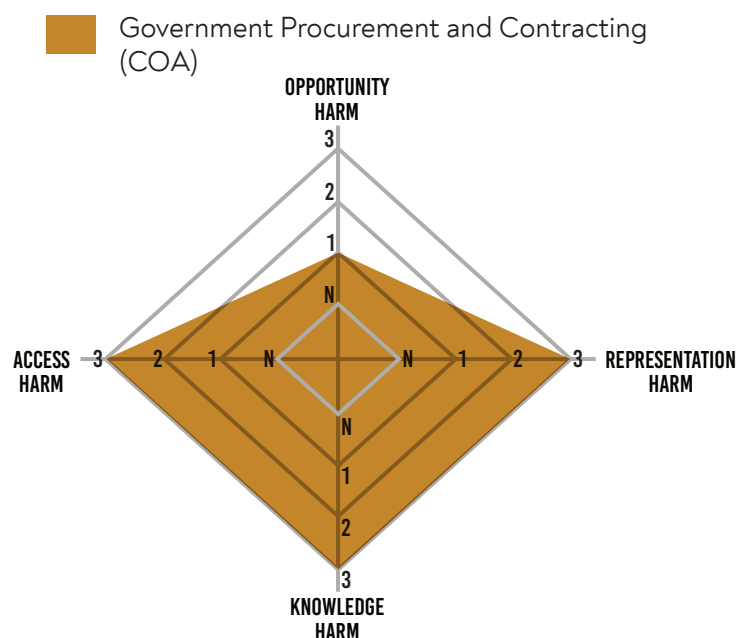 Government Procurement and Contracting
(COA)
OPPORTUNITY
HARM
3
2
1
N
ACCESS
HARM
3 2 1 N N 1 2 3
REPRESENTATION
HARM
N
1
2
3
KNOWLEDGE
HARM